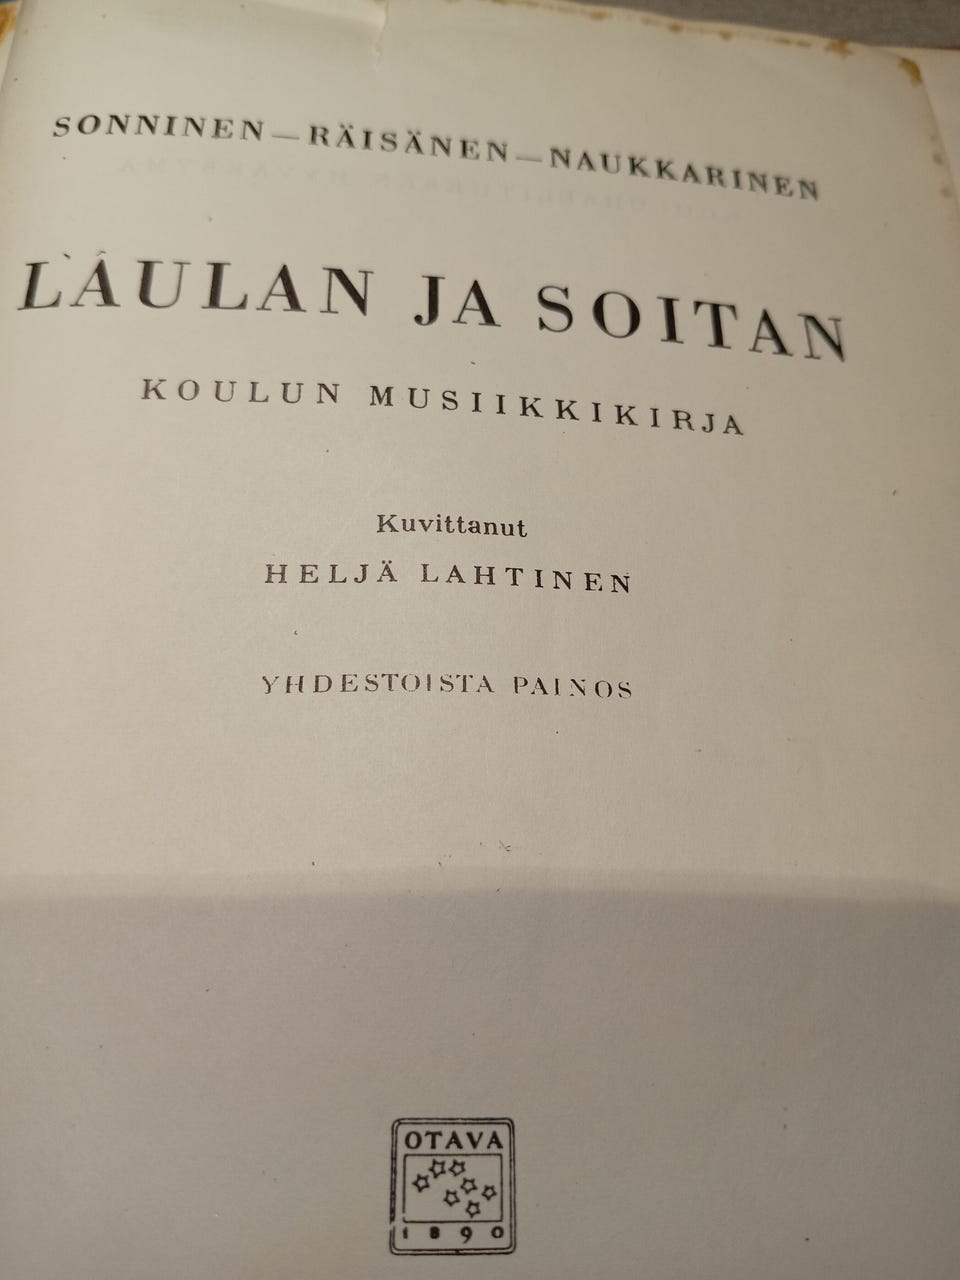 SONNINEN—RÄISÄNEN—NAUKKARINEN
LAULAN JA SOITAN
KOULUN MUSIIKKIKIRJA
Kuvittanut
HELJÄ LAHTINEN
YHDESTOISTA PAINOS
OTAVA
1890